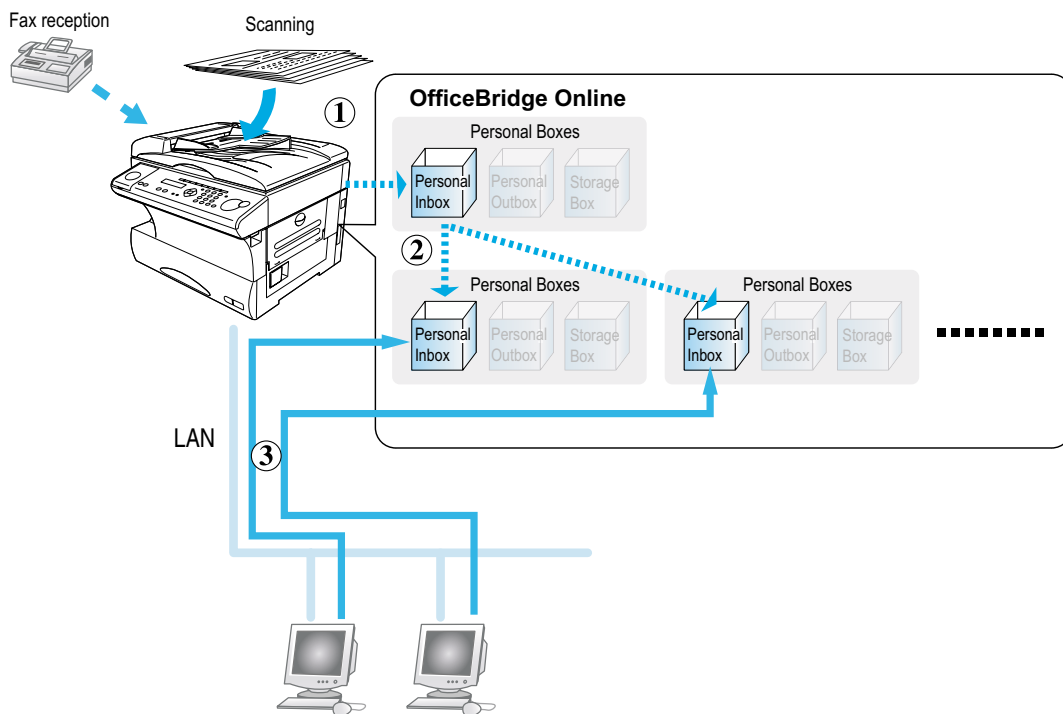 Fax reception
Scanning
①
OfficeBridge Online
Personal Boxes
Personal
Inbox
Personal
Outbox
Storage
Box
②
Personal Boxes
Personal
Inbox
Personal
Outbox
Storage
Box
Personal Boxes
Personal
Inbox
Personal
Outbox
Storage
Box
LAN
③